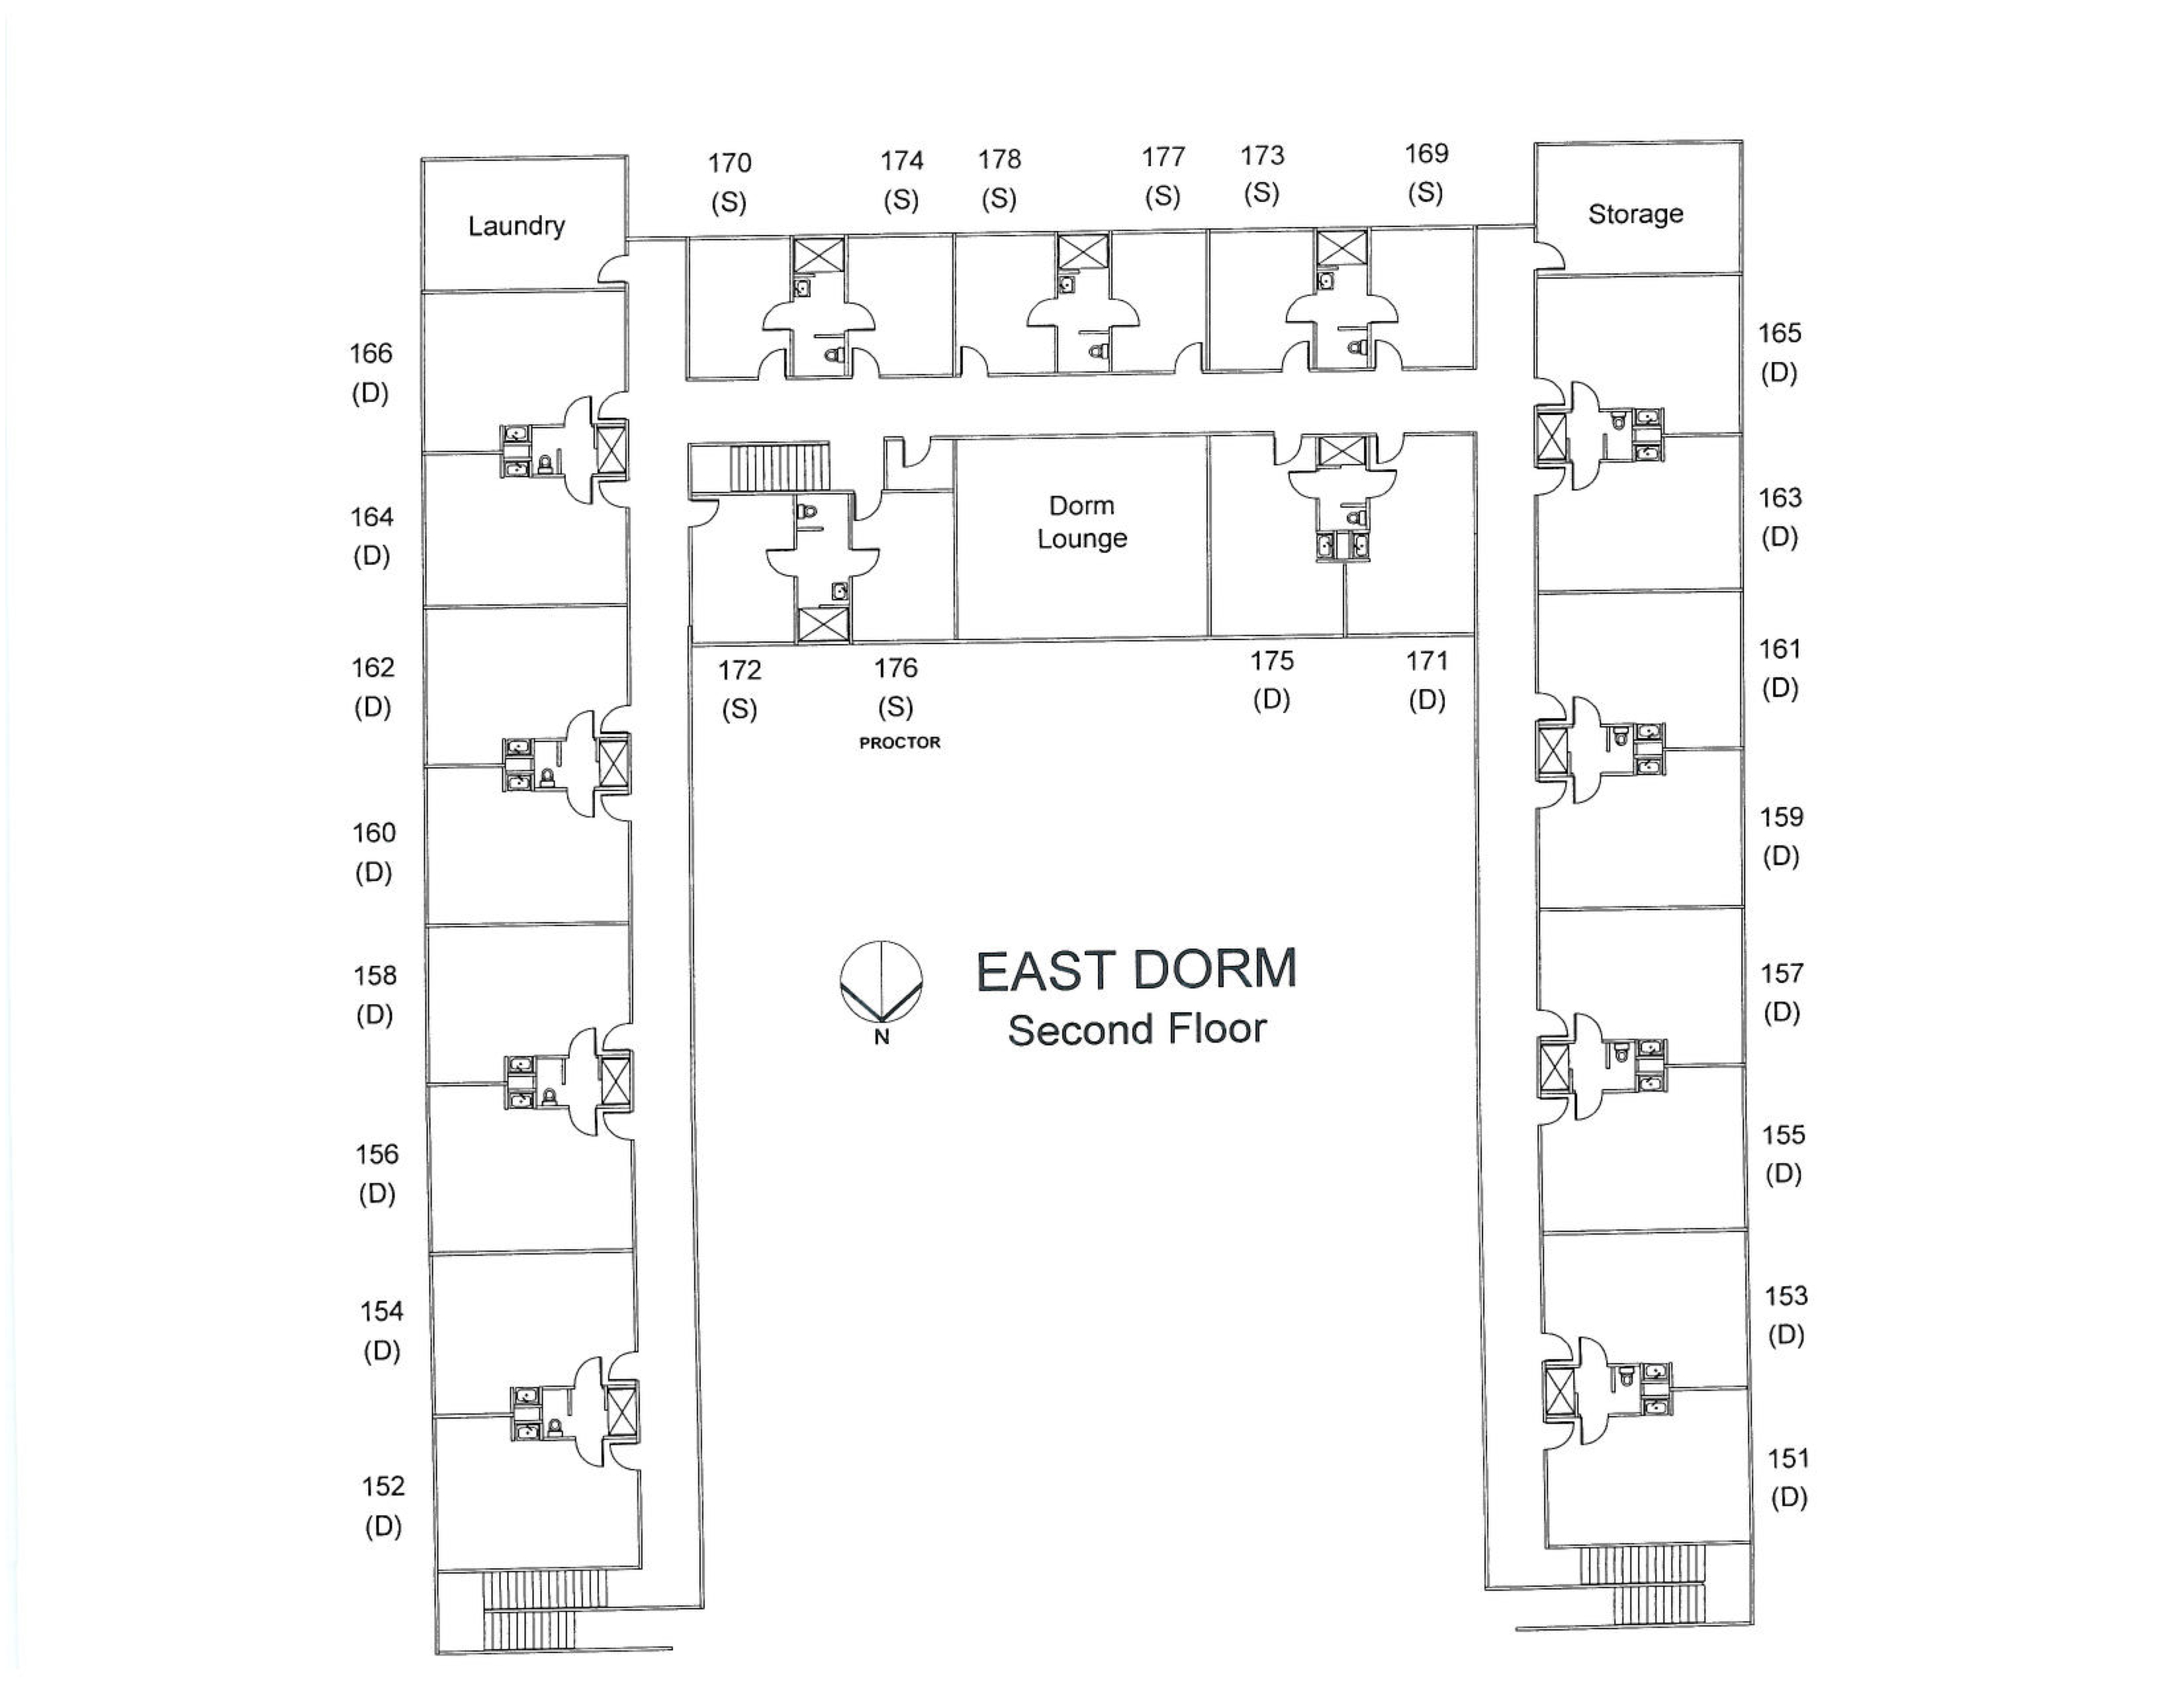 170
(S)
174
(S)
178
(S)
177
(S)
173
(S)
169
(S)
Laundry
Storage
166
(D)
164
(D)
162
(D)
160
(D)
158
(D)
156
(D)
154
(D)
152
(D)
Dorm
Lounge
172
(S)
176
(S)
PROCTOR
175
(D)
171
(D)
165
(D)
163
(D)
161
(D)
159
(D)
157
(D)
155
(D)
153
(D)
151
(D)
N
EAST DORM
Second Floor